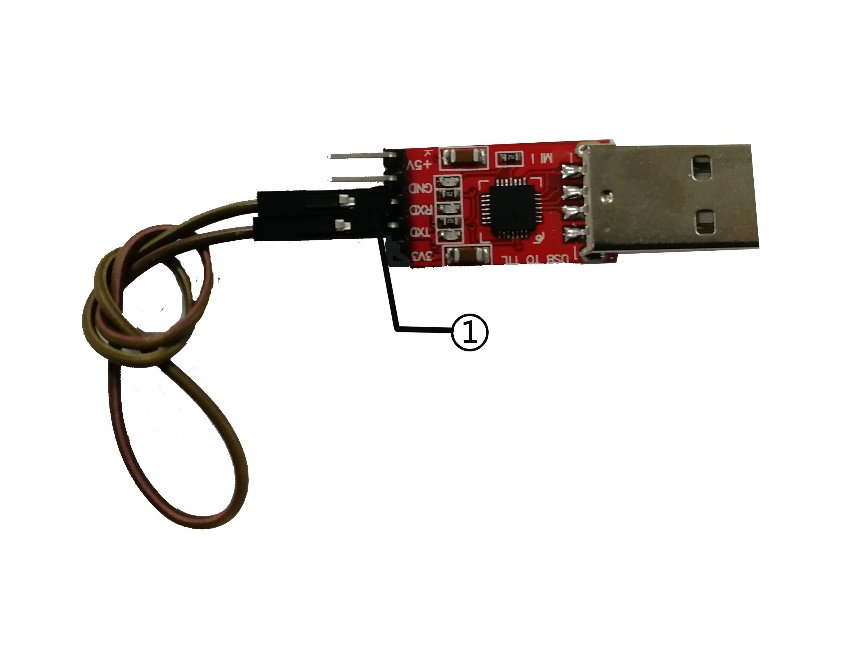 +5V
GND
RXD
TXD
3V3
USB TO TTL
①